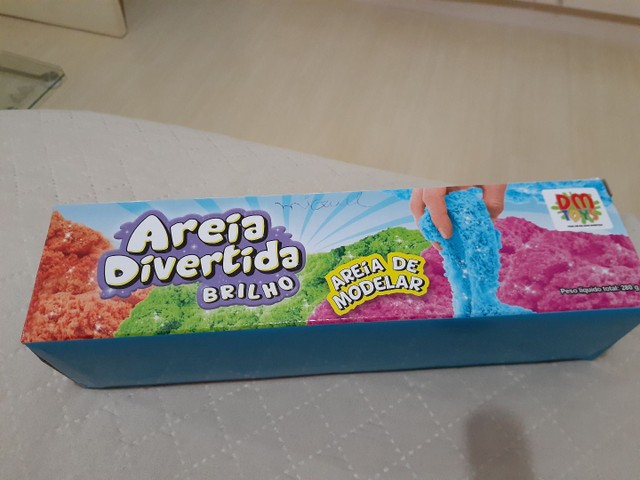 Areia
Divertida
BRILHO
AREIA DE
MODELAR
DM
TOYS
Peso líquido total: 280 g